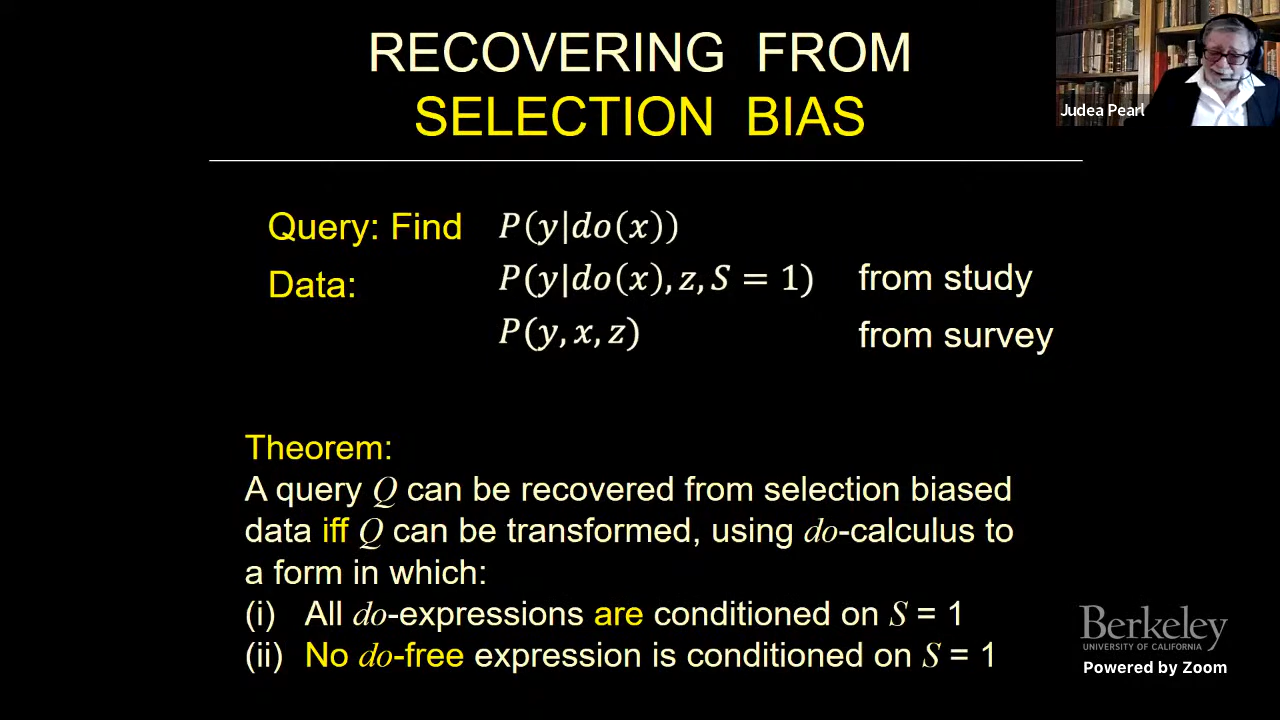 RECOVERING FROM
SELECTION BIAS
Judea Pearl
Query: Find P(y|do(x))
Data: P(y|do(x), z, S = 1) from study
P(y, x, z) from survey
Theorem:
A query Q can be recovered from selection biased
data iff Q can be transformed, using do-calculus to
a form in which:
(i) All do-expressions are conditioned on S = 1
(ii) No do-free expression is conditioned on S = 1
Berkeley
UNIVERSITY OF CALIFORNIA
Powered by Zoom